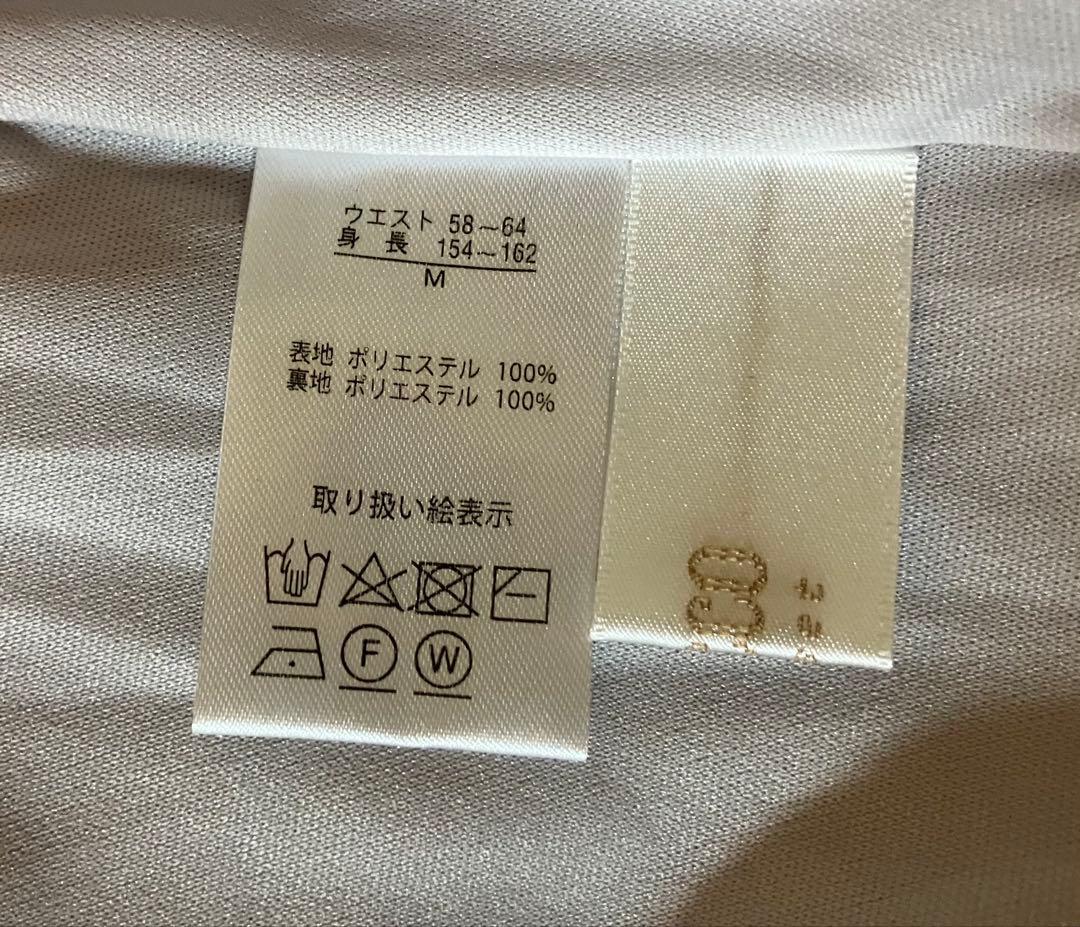 ウエスト 58～64
身 長 154～162
M
表地 ポリエステル 100%
裏地 ポリエステル 100%
取り扱い絵表示
F W